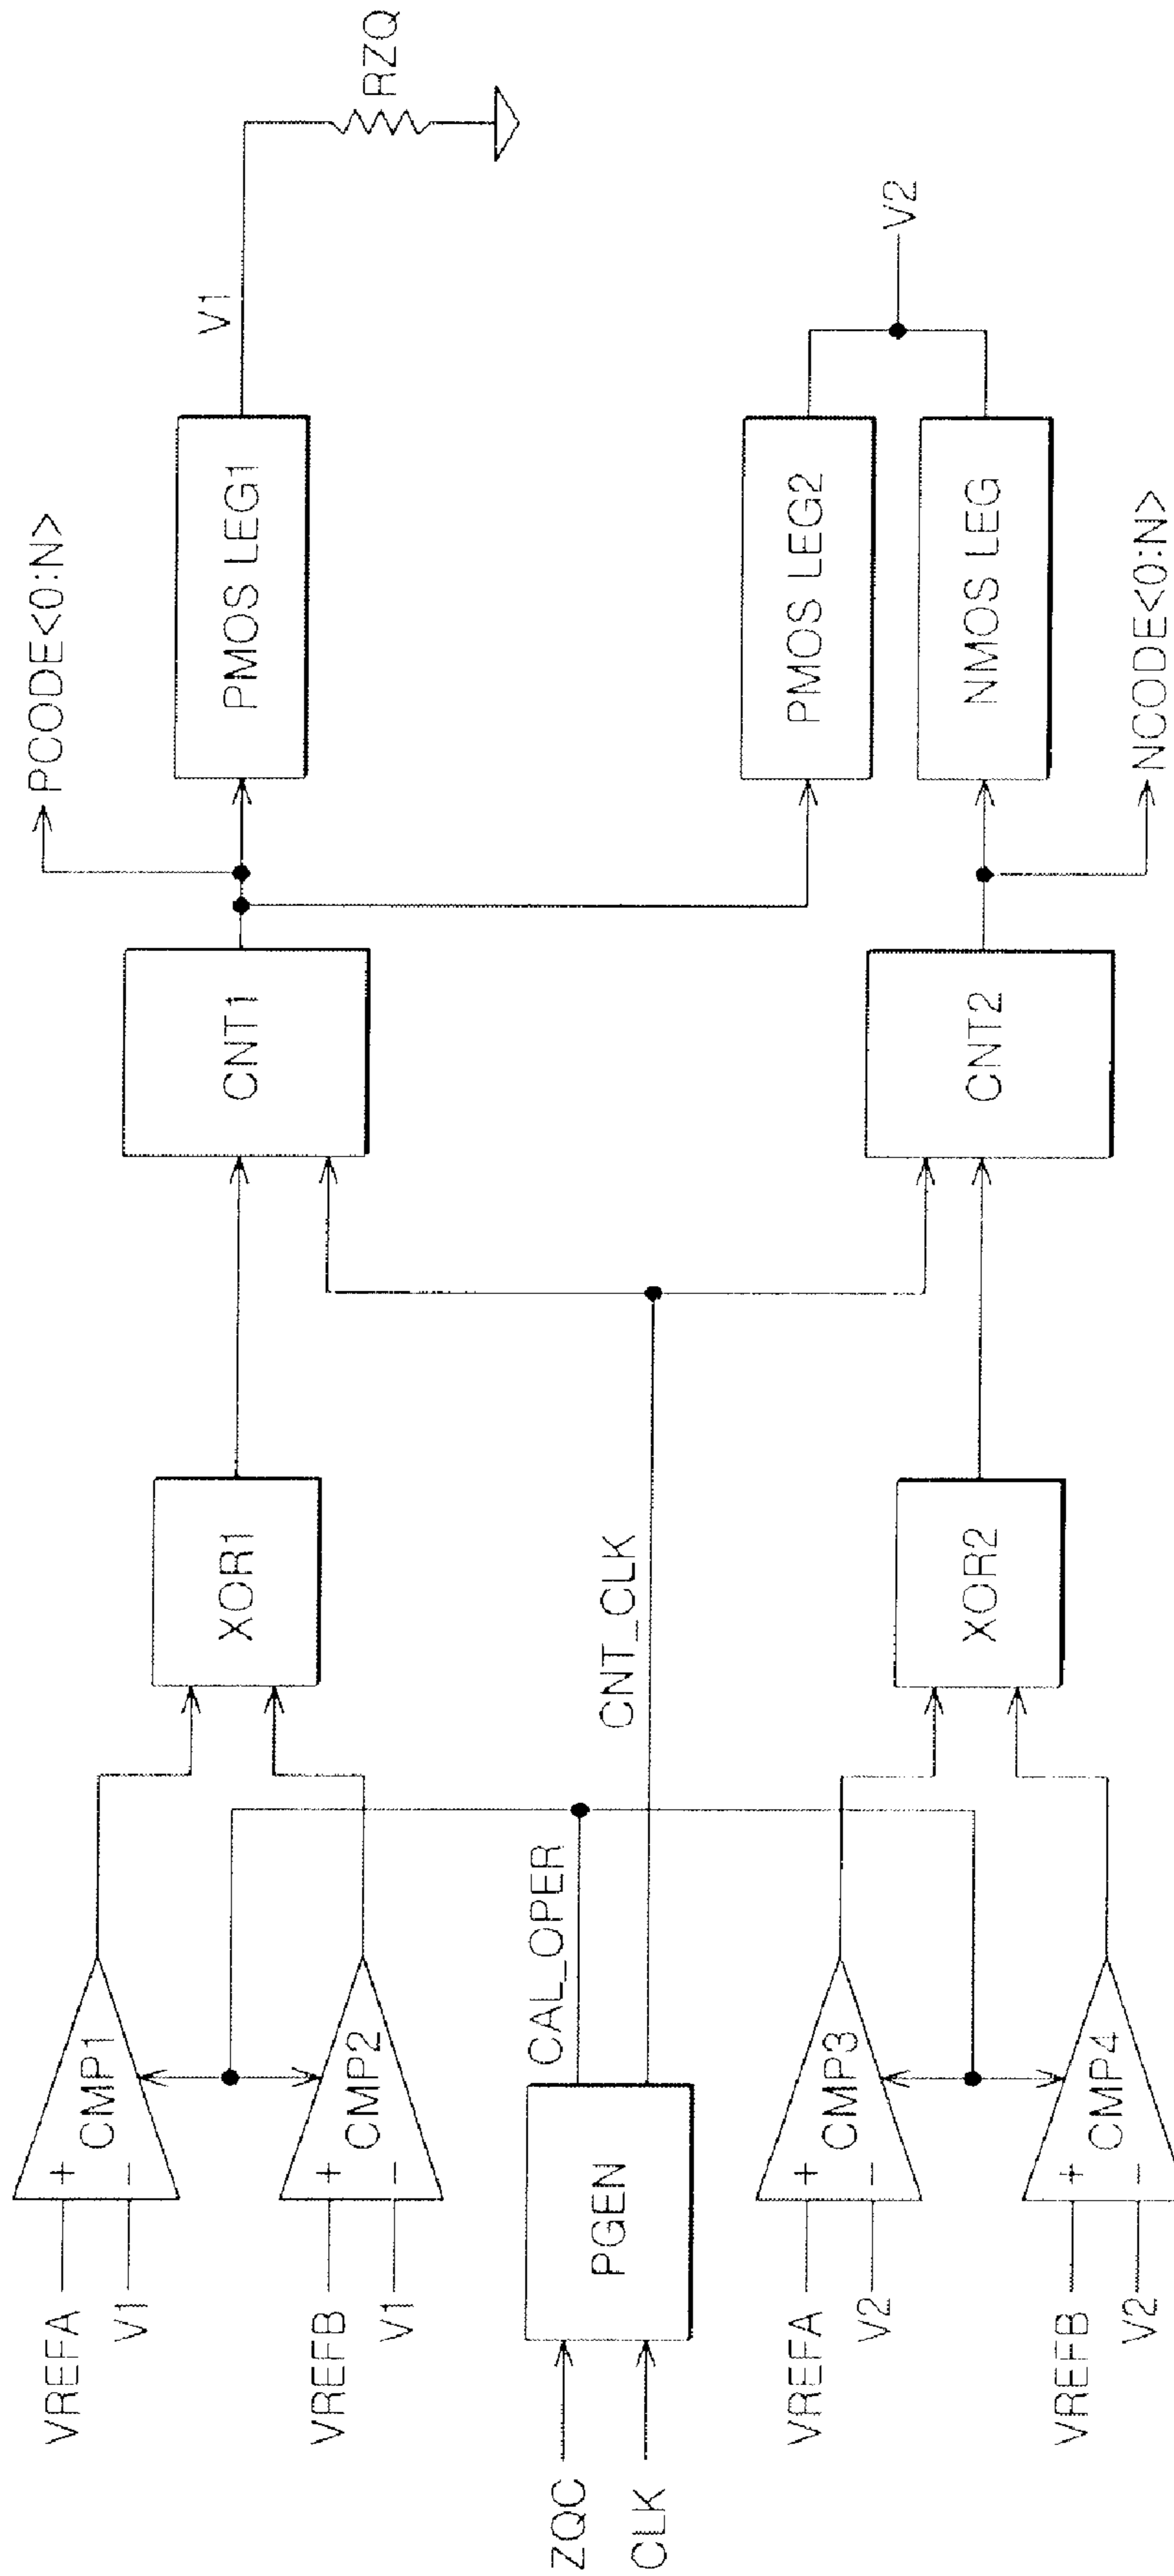 VREFA
V1
+
−
CMP1
VREFB
V1
+
−
CMP2
XOR1
CNT1
PCODE<0:N>
PMOS LEG1
V1
RZQ
ZQC
CLK
PGEN
CAL_OPER
CNT_CLK
VREFA
V2
+
−
CMP3
VREFB
V2
+
−
CMP4
XOR2
CNT2
PMOS LEG2
NMOS LEG
V2
NCODE<0:N>